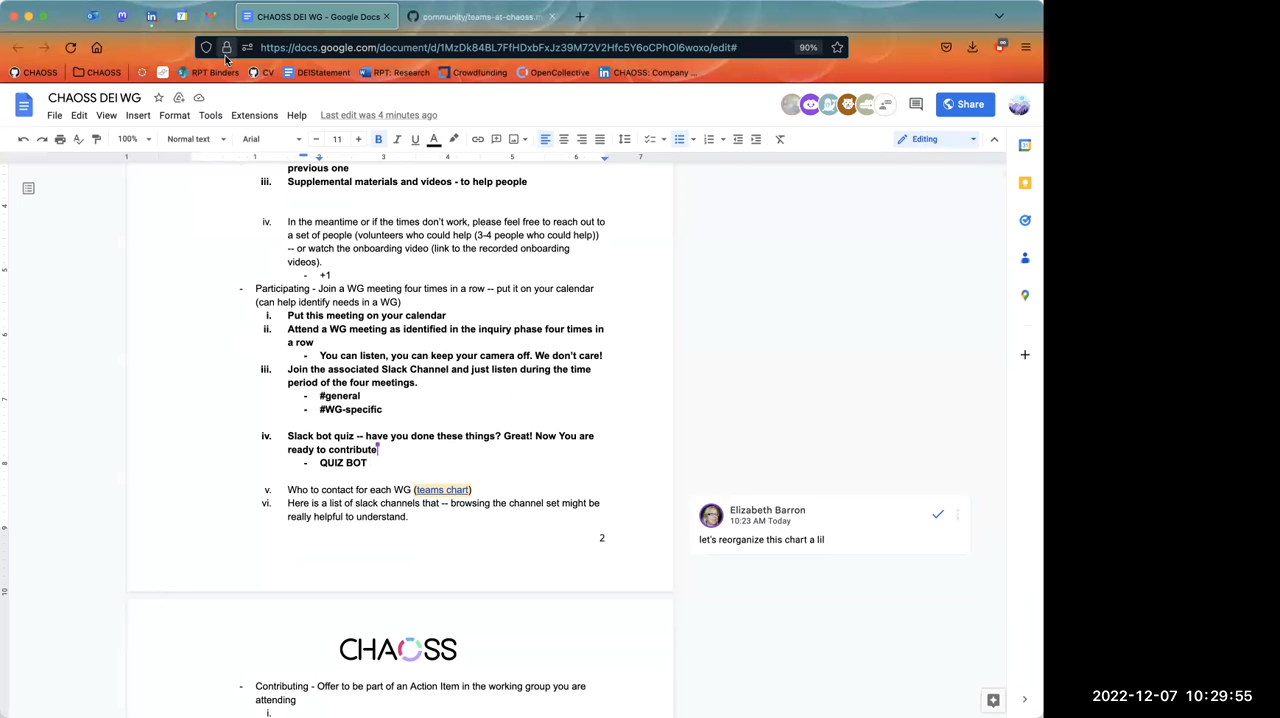 CHAOSS DEI WG - Google Docs
community/teams-at-chaoss.m
https://docs.google.com/document/d/1MzDk84BL7FfHDxbFxJz39M72V2Hfc5Y6oCPhOl6woxo/edit#
90%
CHAOSS
CHAOSS
RPT Binders
CV
DEIStatement
RPT: Research
Crowdfunding
OpenCollective
CHAOSS: Company ...
CHAOSS DEI WG
File Edit View Insert Format Tools Extensions Help
Last edit was 4 minutes ago
Share
100%
Normal text
Arial
11
Editing
1 1 2 3 4 5 6 7
previous one
iii. Supplemental materials and videos - to help people
iv. In the meantime or if the times don't work, please feel free to reach out to
a set of people (volunteers who could help (3-4 people who could help))
-- or watch the onboarding video (link to the recorded onboarding
videos).
- +1
- Participating - Join a WG meeting four times in a row -- put it on your calendar
(can help identify needs in a WG)
i. Put this meeting on your calendar
ii. Attend a WG meeting as identified in the inquiry phase four times in
a row
- You can listen, you can keep your camera off. We don't care!
iii. Join the associated Slack Channel and just listen during the time
period of the four meetings.
- #general
- #WG-specific
iv. Slack bot quiz -- have you done these things? Great! Now You are
ready to contribute
- QUIZ BOT
v. Who to contact for each WG (teams chart)
vi. Here is a list of slack channels that -- browsing the channel set might be
really helpful to understand.
2
Elizabeth Barron
10:23 AM Today
let's reorganize this chart a lil
CHAOSS
- Contributing - Offer to be part of an Action Item in the working group you are
attending
i.
2022-12-07 10:29:55